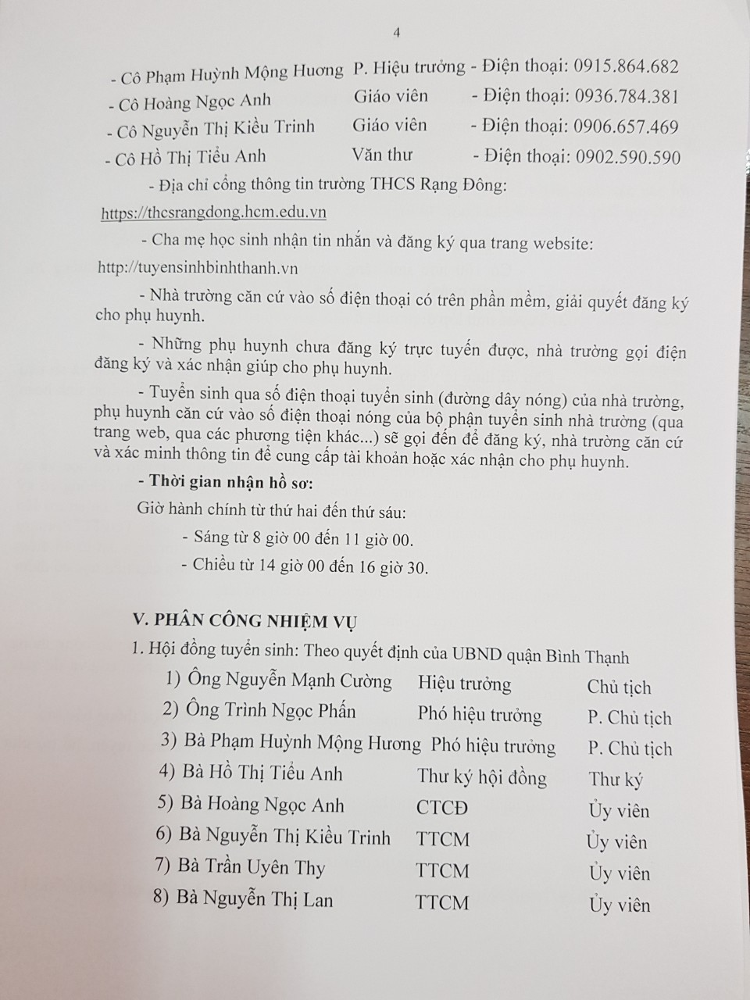 4
- Cô Phạm Huỳnh Mộng Hương P. Hiệu trưởng - Điện thoại: 0915.864.682
- Cô Hoàng Ngọc Anh Giáo viên - Điện thoại: 0936.784.381
- Cô Nguyễn Thị Kiều Trinh Giáo viên - Điện thoại: 0906.657.469
- Cô Hồ Thị Tiểu Anh Văn thư - Điện thoại: 0902.590.590
- Địa chỉ cổng thông tin trường THCS Rạng Đông:
https://thcsrangdong.hcm.edu.vn
- Cha mẹ học sinh nhận tin nhắn và đăng ký qua trang website:
http://tuyensinhbinhthanh.vn
- Nhà trường căn cứ vào số điện thoại có trên phần mềm, giải quyết đăng ký
cho phụ huynh.
- Những phụ huynh chưa đăng ký trực tuyến được, nhà trường gọi điện
đăng ký và xác nhận giúp cho phụ huynh.
- Tuyển sinh qua số điện thoại tuyển sinh (đường dây nóng) của nhà trường,
phụ huynh căn cứ vào số điện thoại nóng của bộ phận tuyển sinh nhà trường (qua
trang web, qua các phương tiện khác...) sẽ gọi đến để đăng ký, nhà trường căn cứ
và xác minh thông tin để cung cấp tài khoản hoặc xác nhận cho phụ huynh.
- Thời gian nhận hồ sơ:
Giờ hành chính từ thứ hai đến thứ sáu:
- Sáng từ 8 giờ 00 đến 11 giờ 00.
- Chiều từ 14 giờ 00 đến 16 giờ 30.
V. PHÂN CÔNG NHIỆM VỤ
1. Hội đồng tuyển sinh: Theo quyết định của UBND quận Bình Thạnh
1) Ông Nguyễn Mạnh Cường Hiệu trưởng Chủ tịch
2) Ông Trình Ngọc Phấn Phó hiệu trưởng P. Chủ tịch
3) Bà Phạm Huỳnh Mộng Hương Phó hiệu trưởng P. Chủ tịch
4) Bà Hồ Thị Tiểu Anh Thư ký hội đồng Thư ký
5) Bà Hoàng Ngọc Anh CTCĐ Ủy viên
6) Bà Nguyễn Thị Kiều Trinh TTCM Ủy viên
7) Bà Trần Uyên Thy TTCM Ủy viên
8) Bà Nguyễn Thị Lan TTCM Ủy viên